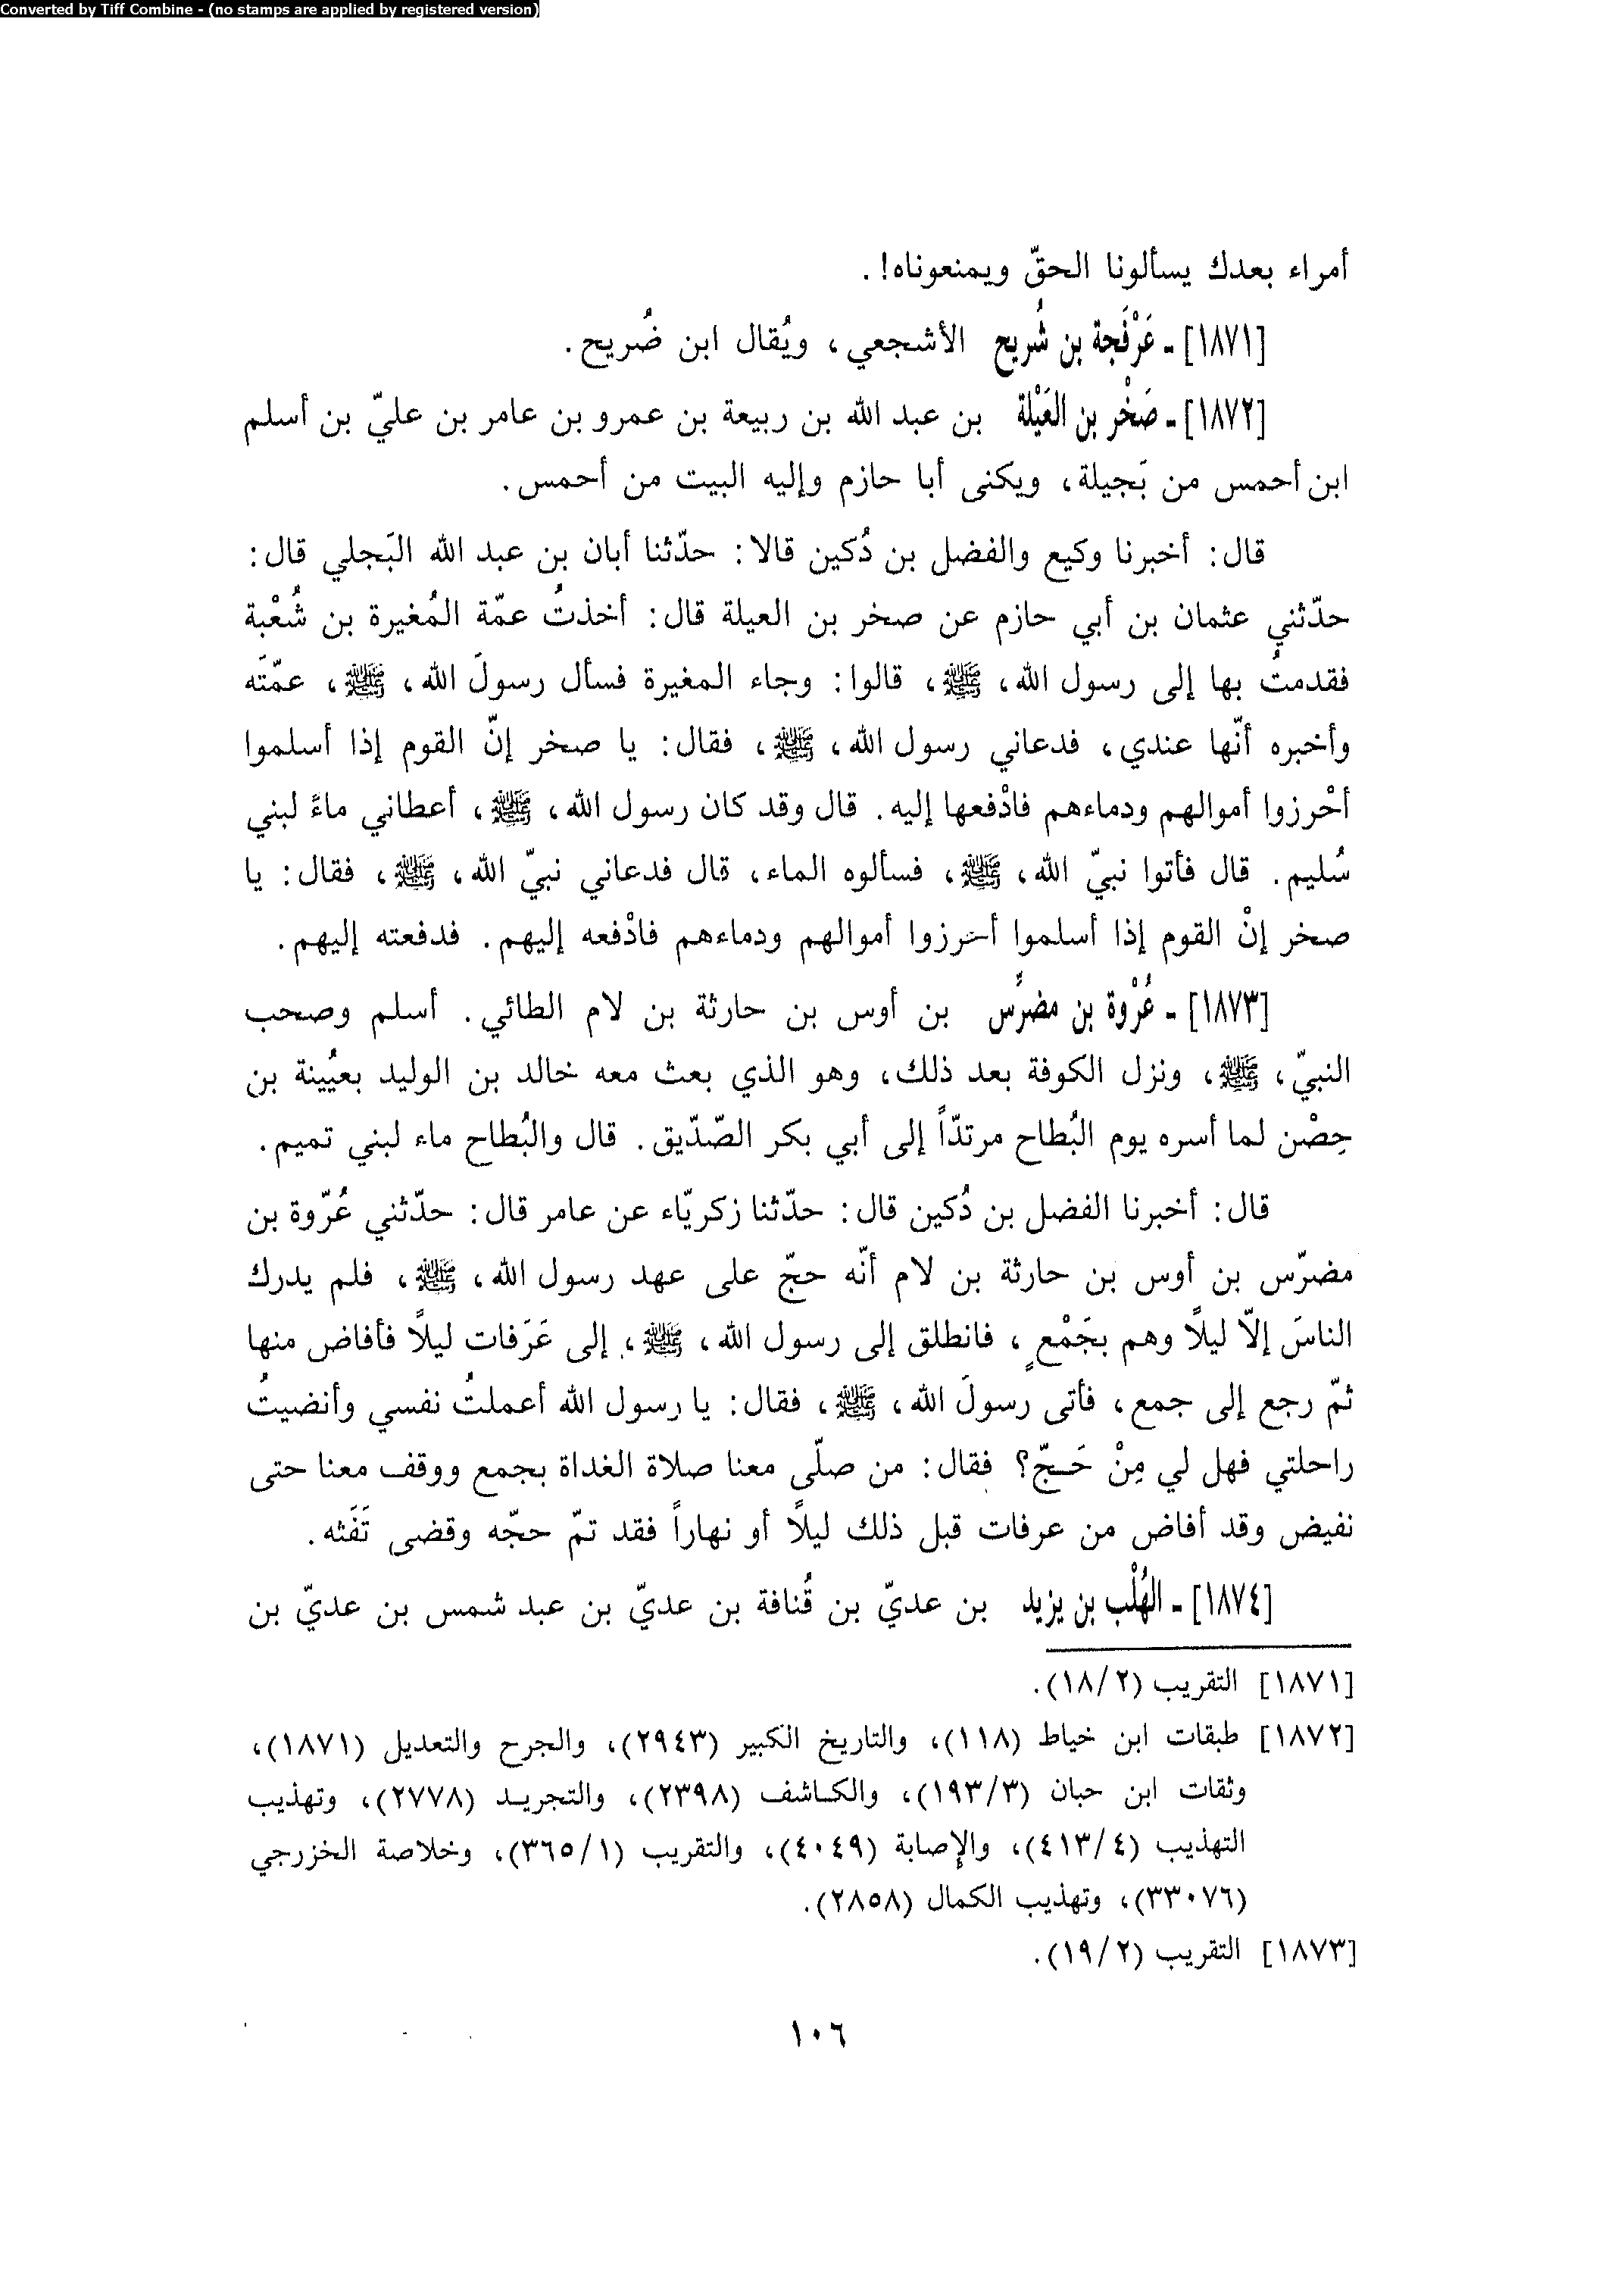 Converted by Tiff Combine - (no stamps are applied by registered version)
أمراء بعدك يسألونا الحقّ ويمنعوناه! .
[١٨٧١] ـ عَرْفَجة بن شُريح الأشجعي، ويُقال ابن ضُريح.
[١٨٧٢] ـ صَخْر بن العَيْلة بن عبد الله بن ربيعة بن عمرو بن عامر بن عليّ بن أسلم
ابن أحمس من بَجيلة، ويكنى أبا حازم وإليه البيت من أحمس.
قال: أخبرنا وكيع والفضل بن دُكين قالا: حدّثنا أبان بن عبد الله البَجلي قال:
حدّثني عثمان بن أبي حازم عن صخر بن العيلة قال: أخذتُ عمّة المُغيرة بن شُعْبة
فقدمتُ بها إلى رسول الله، ﷺ، قالوا: وجاء المغيرة فسأل رسولَ الله، ﷺ، عمّتَه
وأخبره أنّها عندي، فدعاني رسول الله، ﷺ، فقال: يا صخر إنّ القوم إذا أسلموا
أحْرزوا أموالهم ودماءهم فادْفعها إليه. قال وقد كان رسول الله، ﷺ، أعطاني ماءً لبني
سُليم. قال فأتوا نبيّ الله، ﷺ، فسألوه الماء، قال فدعاني نبيّ الله، ﷺ، فقال: يا
صخر إنْ القوم إذا أسلموا أحرزوا أموالهم ودماءهم فادْفعه إليهم. فدفعته إليهم.
[١٨٧٣] ـ عُرْوة بن مضرِّس بن أوس بن حارثة بن لام الطائي. أسلم وصحب
النبيّ، ﷺ، ونزل الكوفة بعد ذلك، وهو الذي بعث معه خالد بن الوليد بعُيينة بن
حِصْن لما أسره يوم البُطاح مرتدّاً إلى أبي بكر الصّدّيق. قال والبُطاح ماء لبني تميم.
قال: أخبرنا الفضل بن دُكين قال: حدّثنا زكريّاء عن عامر قال: حدّثني عُرّوة بن
مضرّس بن أوس بن حارثة بن لام أنّه حجّ على عهد رسول الله، ﷺ، فلم يدرك
الناسَ إلاّ ليلاً وهم بجَمْعٍ، فانطلق إلى رسول الله، ﷺ، إلى عَرَفات ليلاً فأفاض منها
ثمّ رجع إلى جمع، فأتى رسولَ الله، ﷺ، فقال: يا رسول الله أعملتُ نفسي وأنضيتُ
راحلتي فهل لي مِنْ حَـجّ؟ فقال: من صلّى معنا صلاة الغداة بجمع ووقف معنا حتى
نفيض وقد أفاض من عرفات قبل ذلك ليلاً أو نهاراً فقد تمّ حجّه وقضى تَفَثه.
[١٨٧٤] ـ الهُلْب بن يزيد بن عديّ بن قُنافة بن عديّ بن عبد شمس بن عديّ بن
[١٨٧١] التقريب (١٨/٢).
[١٨٧٢] طبقات ابن خياط (١١٨)، والتاريخ الكبير (٢٩٤٣)، والجرح والتعديل (١٨٧١)،
وثقات ابن حبان (١٩٣/٣)، والكاشف (٢٣٩٨)، والتجريد (٢٧٧٨)، وتهذيب
التهذيب (٤١٣/٤)، والإصابة (٤٠٤٩)، والتقريب (٣٦٥/١)، وخلاصة الخزرجي
(٣٣٠٧٦)، وتهذيب الكمال (٢٨٥٨).
[١٨٧٣] التقريب (١٩/٢).
١٠٦